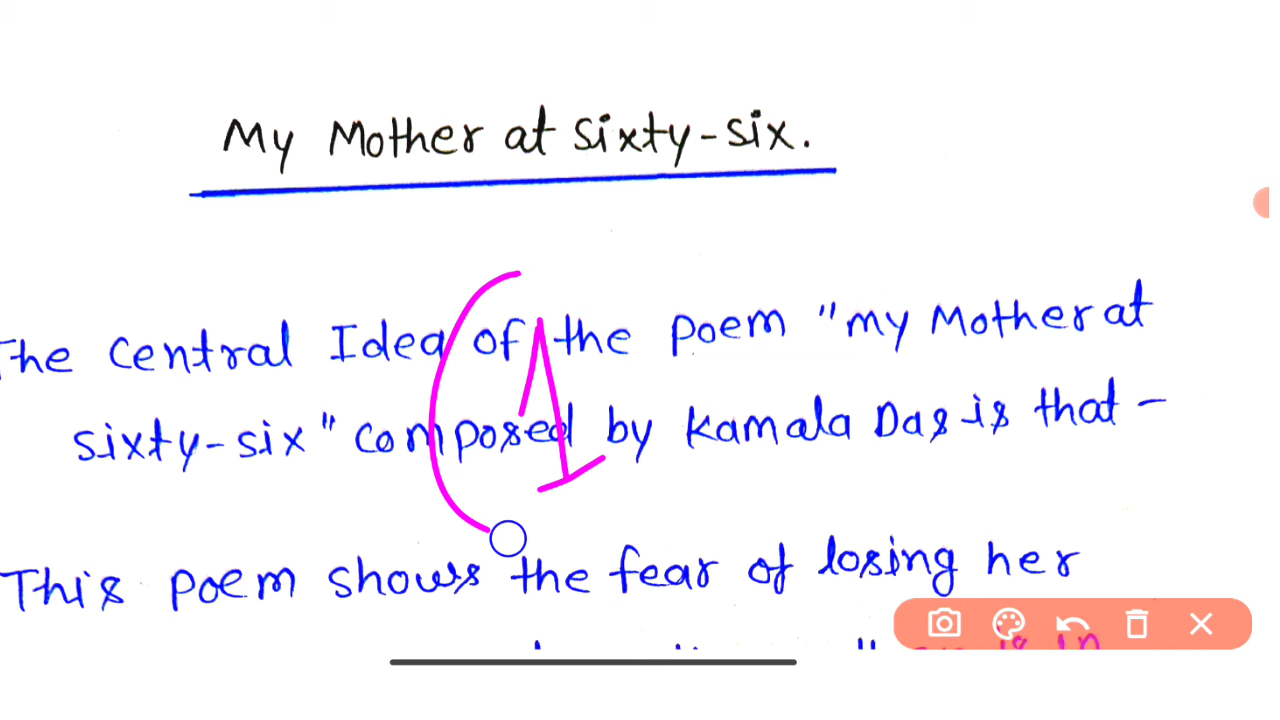 My Mother at sixty-six.
The Central Idea of the poem "my Mother at
sixty-six" composed by Kamala Das is that -
This poem shows the fear of losing her
1